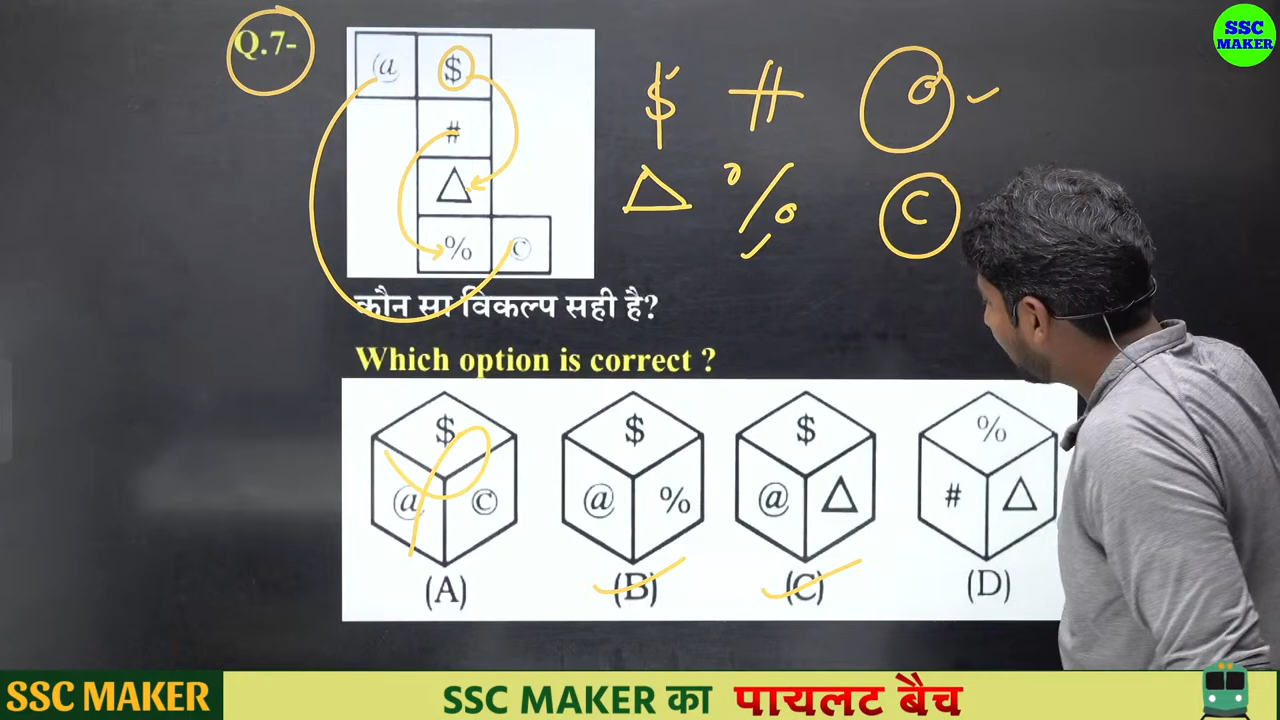 SSC
MAKER
Q.7-
@ $
#
△
% ©
$ # @
△ % C
कौन सा विकल्प सही है?
Which option is correct ?
$ $ $ %
@ © @ % @ △ # △
(A) (B) (C) (D)
SSC MAKER SSC MAKER का पायलट बैच